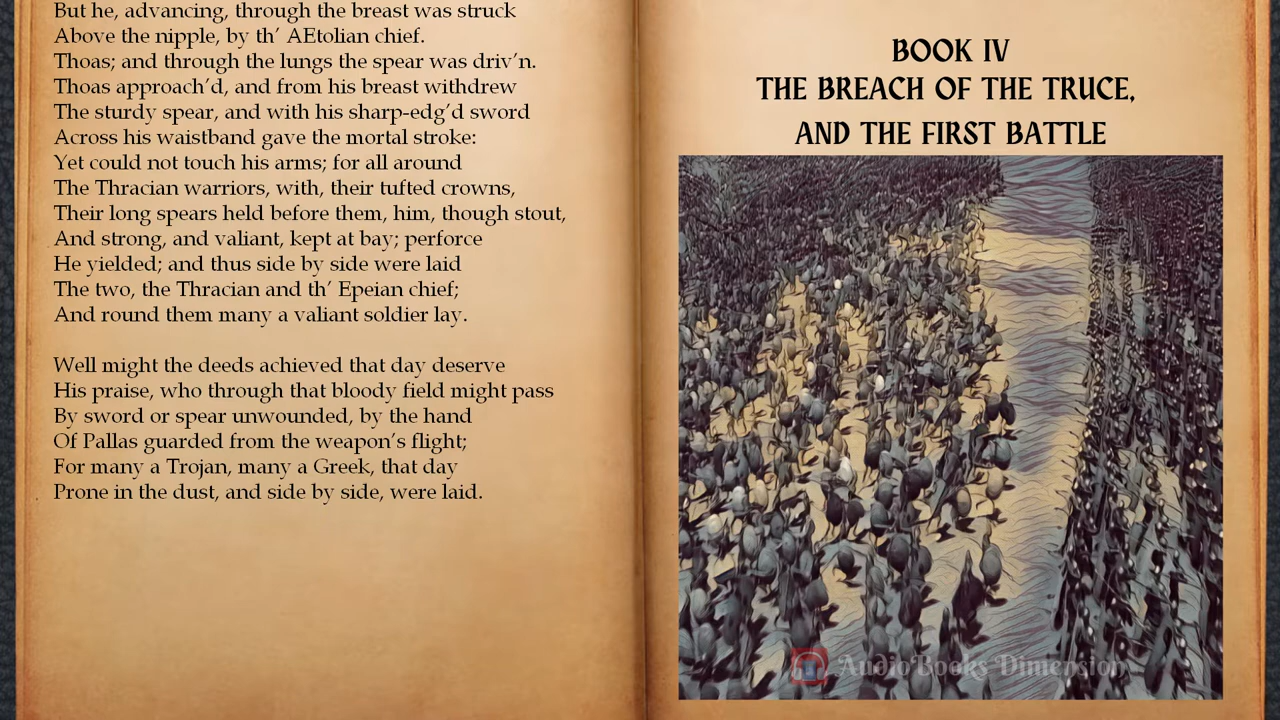 But he, advancing, through the breast was struck
Above the nipple, by th’ AEtolian chief.
Thoas; and through the lungs the spear was driv’n.
Thoas approach’d, and from his breast withdrew
The sturdy spear, and with his sharp-edg’d sword
Across his waistband gave the mortal stroke:
Yet could not touch his arms; for all around
The Thracian warriors, with, their tufted crowns,
Their long spears held before them, him, though stout,
And strong, and valiant, kept at bay; perforce
He yielded; and thus side by side were laid
The two, the Thracian and th’ Epeian chief;
And round them many a valiant soldier lay.
Well might the deeds achieved that day deserve
His praise, who through that bloody field might pass
By sword or spear unwounded, by the hand
Of Pallas guarded from the weapon’s flight;
For many a Trojan, many a Greek, that day
Prone in the dust, and side by side, were laid.
BOOK IV
THE BREACH OF THE TRUCE,
AND THE FIRST BATTLE
AudioBooks Dimension